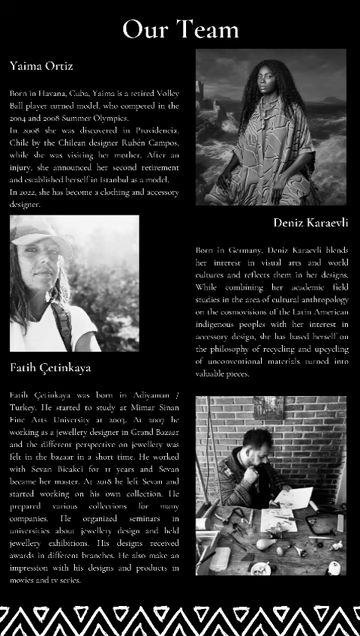 Our Team
Yaima Ortiz
Born in Havana, Cuba, Yaima is a retired Volley
Ball player turned model, who competed in the
2004 and 2008 Summer Olympics.
In 2008 she was discovered in Providencia,
Chile by the Chilean designer Rubén Campos,
while she was visiting her mother. After an
injury, she announced her second retirement
and established herself in Istanbul as a model.
In 2022, she has become a clothing and accessory
designer.
Deniz Karaevli
Born in Germany, Deniz Karaevli blends
her interest in visual arts and world
cultures and reflects them in her designs.
While combining her academic field
studies in the area of cultural anthropology
on the cosmovisions of the Latin American
indigenous peoples with her interest in
accessory design, she has based herself on
the philosophy of recycling and upcycling
of unconventional materials turned into
valuable pieces.
Fatih Çetinkaya
Fatih Çetinkaya was born in Adiyaman /
Turkey. He started to study at Mimar Sinan
Fine Arts University at 2003. At 2007 he
working as a jewellery designer in Grand Bazaar
and the different perspective on jewellery was
felt in the bazaar in a short time. He worked
with Sevan Bicakci for 11 years and Sevan
became her master. At 2018 he left Sevan and
started working on his own collection. He
prepared various collections for many
companies. He organized seminars in
universities about jewellery design and held
jewellery exhibitions. His designs received
awards in different branches. He also make an
impression with his designs and products in
movies and tv series.